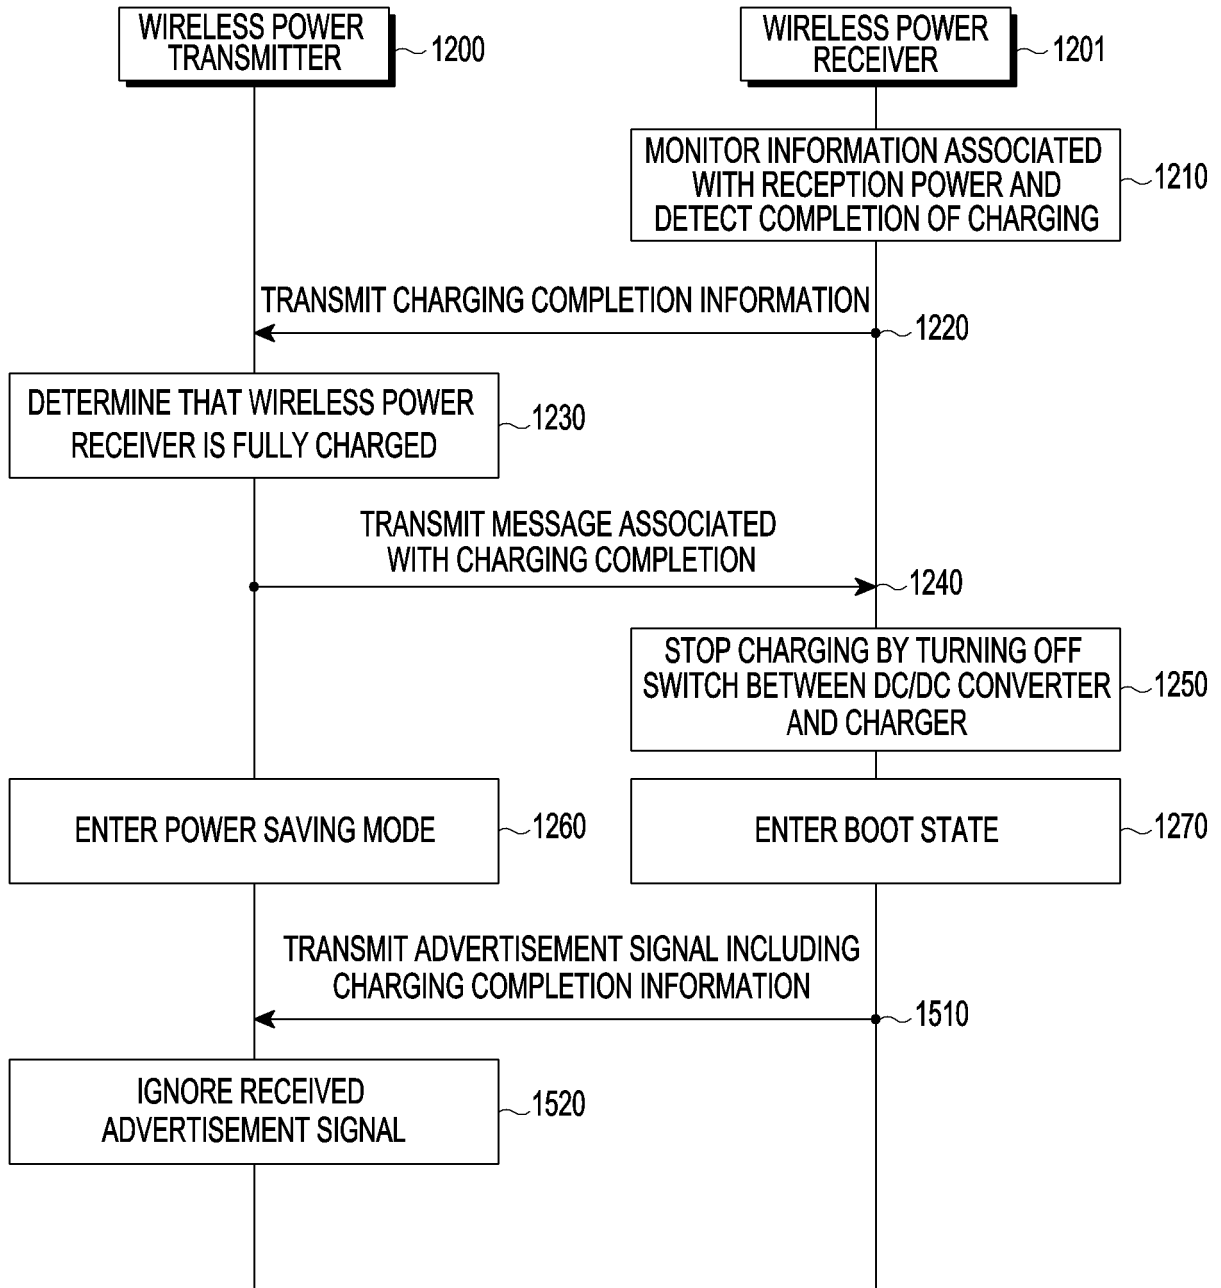 WIRELESS POWER
TRANSMITTER
1200
WIRELESS POWER
RECEIVER
1201
MONITOR INFORMATION ASSOCIATED
WITH RECEPTION POWER AND
DETECT COMPLETION OF CHARGING
1210
TRANSMIT CHARGING COMPLETION INFORMATION
1220
DETERMINE THAT WIRELESS POWER
RECEIVER IS FULLY CHARGED
1230
TRANSMIT MESSAGE ASSOCIATED
WITH CHARGING COMPLETION
1240
STOP CHARGING BY TURNING OFF
SWITCH BETWEEN DC/DC CONVERTER
AND CHARGER
1250
ENTER POWER SAVING MODE
1260
ENTER BOOT STATE
1270
TRANSMIT ADVERTISEMENT SIGNAL INCLUDING
CHARGING COMPLETION INFORMATION
1510
IGNORE RECEIVED
ADVERTISEMENT SIGNAL
1520